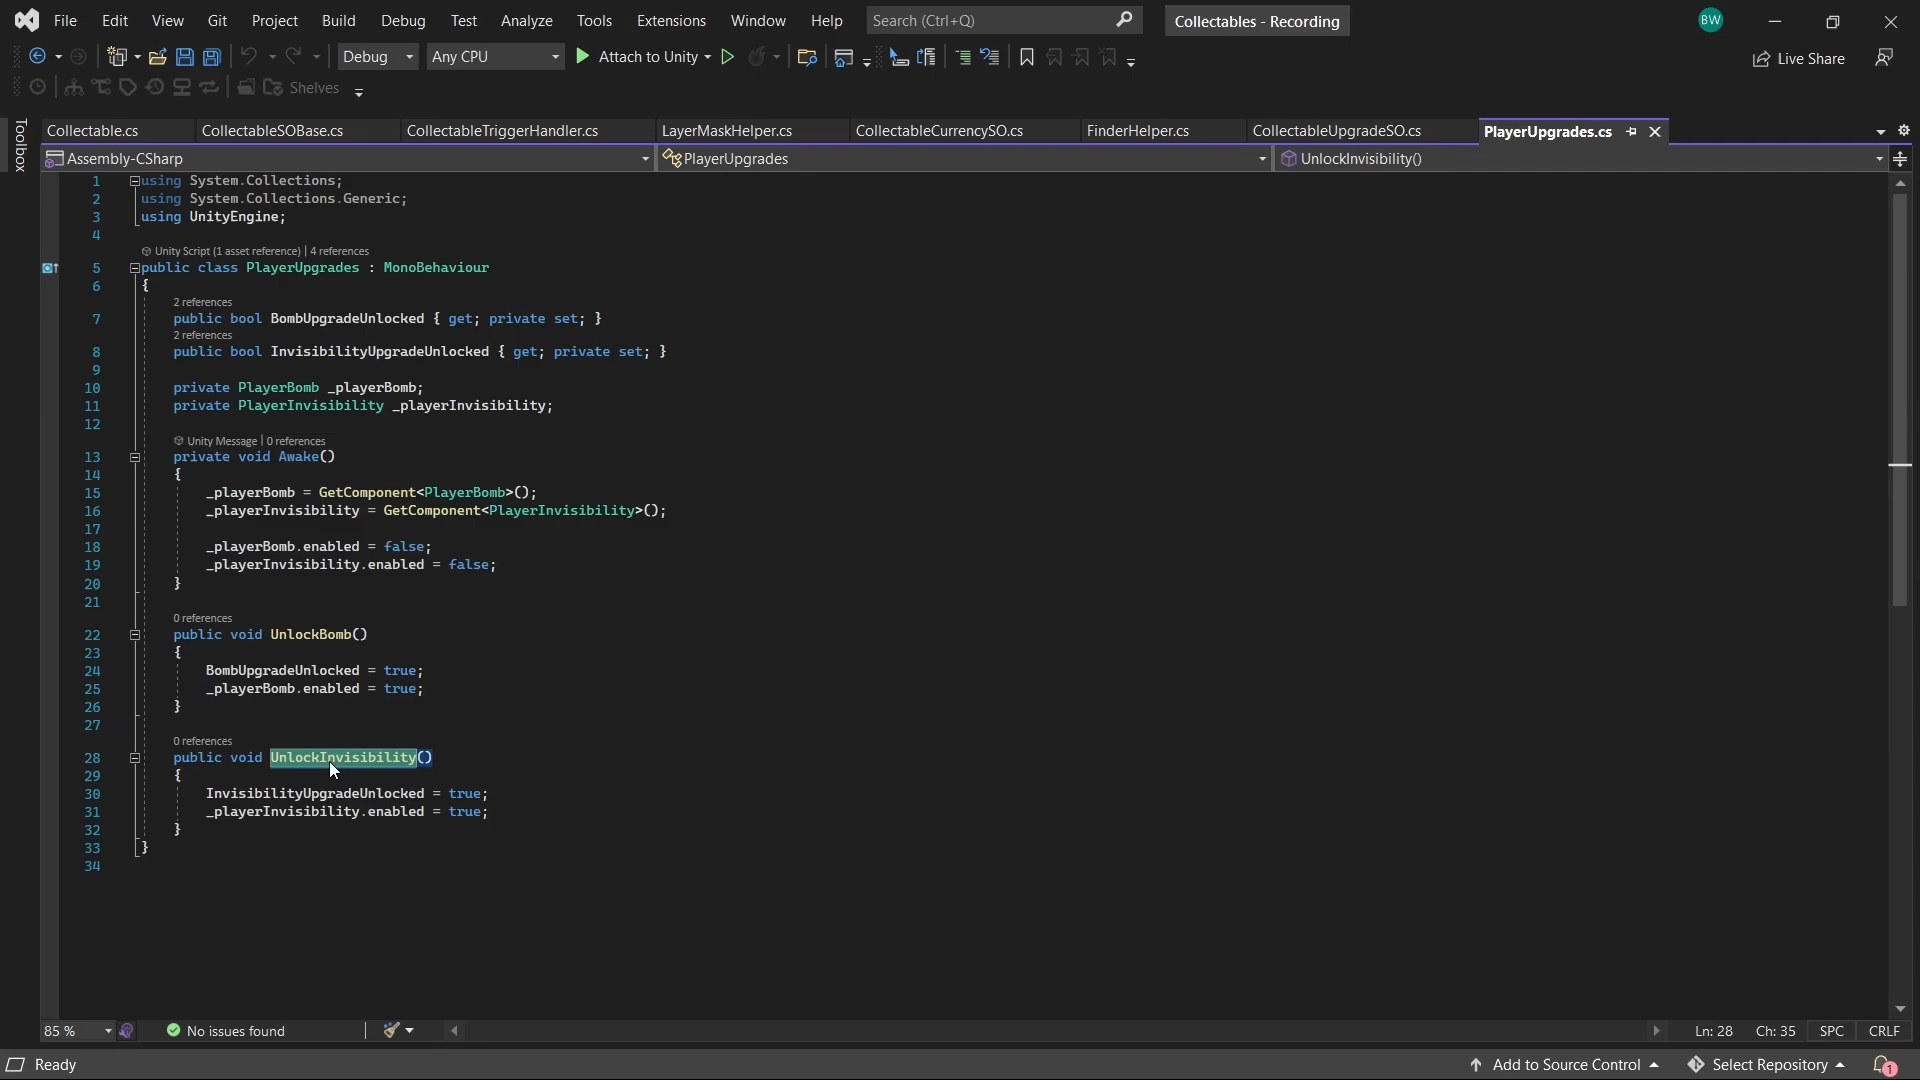 File Edit View Git Project Build Debug Test Analyze Tools Extensions Window Help Search (Ctrl+Q) Collectables - Recording BW
Debug Any CPU Attach to Unity Live Share
Shelves
Toolbox
Collectable.cs CollectableSOBase.cs CollectableTriggerHandler.cs LayerMaskHelper.cs CollectableCurrencySO.cs FinderHelper.cs CollectableUpgradeSO.cs PlayerUpgrades.cs
Assembly-CSharp PlayerUpgrades UnlockInvisibility()
1 using System.Collections;
2 using System.Collections.Generic;
3 using UnityEngine;
4
Unity Script (1 asset reference) | 4 references
5 public class PlayerUpgrades : MonoBehaviour
6 {
2 references
7 public bool BombUpgradeUnlocked { get; private set; }
2 references
8 public bool InvisibilityUpgradeUnlocked { get; private set; }
9
10 private PlayerBomb _playerBomb;
11 private PlayerInvisibility _playerInvisibility;
12
Unity Message | 0 references
13 private void Awake()
14 {
15 _playerBomb = GetComponent<PlayerBomb>();
16 _playerInvisibility = GetComponent<PlayerInvisibility>();
17
18 _playerBomb.enabled = false;
19 _playerInvisibility.enabled = false;
20 }
21
0 references
22 public void UnlockBomb()
23 {
24 BombUpgradeUnlocked = true;
25 _playerBomb.enabled = true;
26 }
27
0 references
28 public void UnlockInvisibility()
29 {
30 InvisibilityUpgradeUnlocked = true;
31 _playerInvisibility.enabled = true;
32 }
33 }
34
85 % No issues found Ln: 28 Ch: 35 SPC CRLF
Ready Add to Source Control Select Repository 1